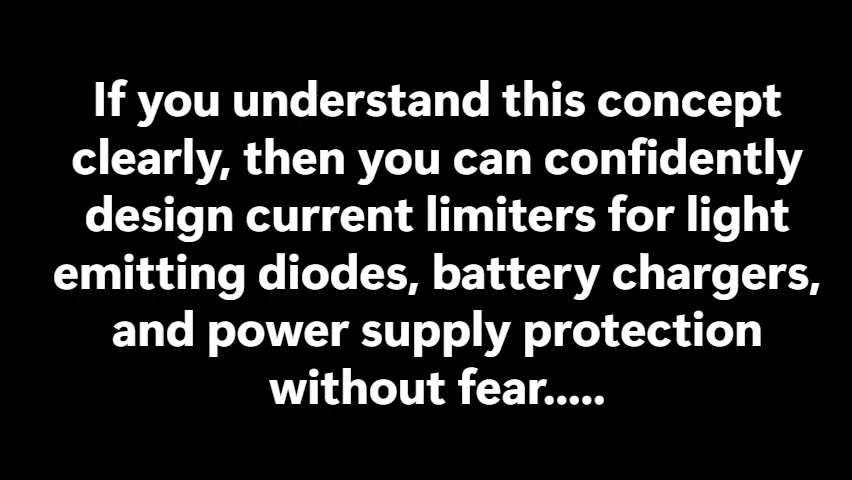 If you understand this concept
clearly, then you can confidently
design current limiters for light
emitting diodes, battery chargers,
and power supply protection
without fear.....